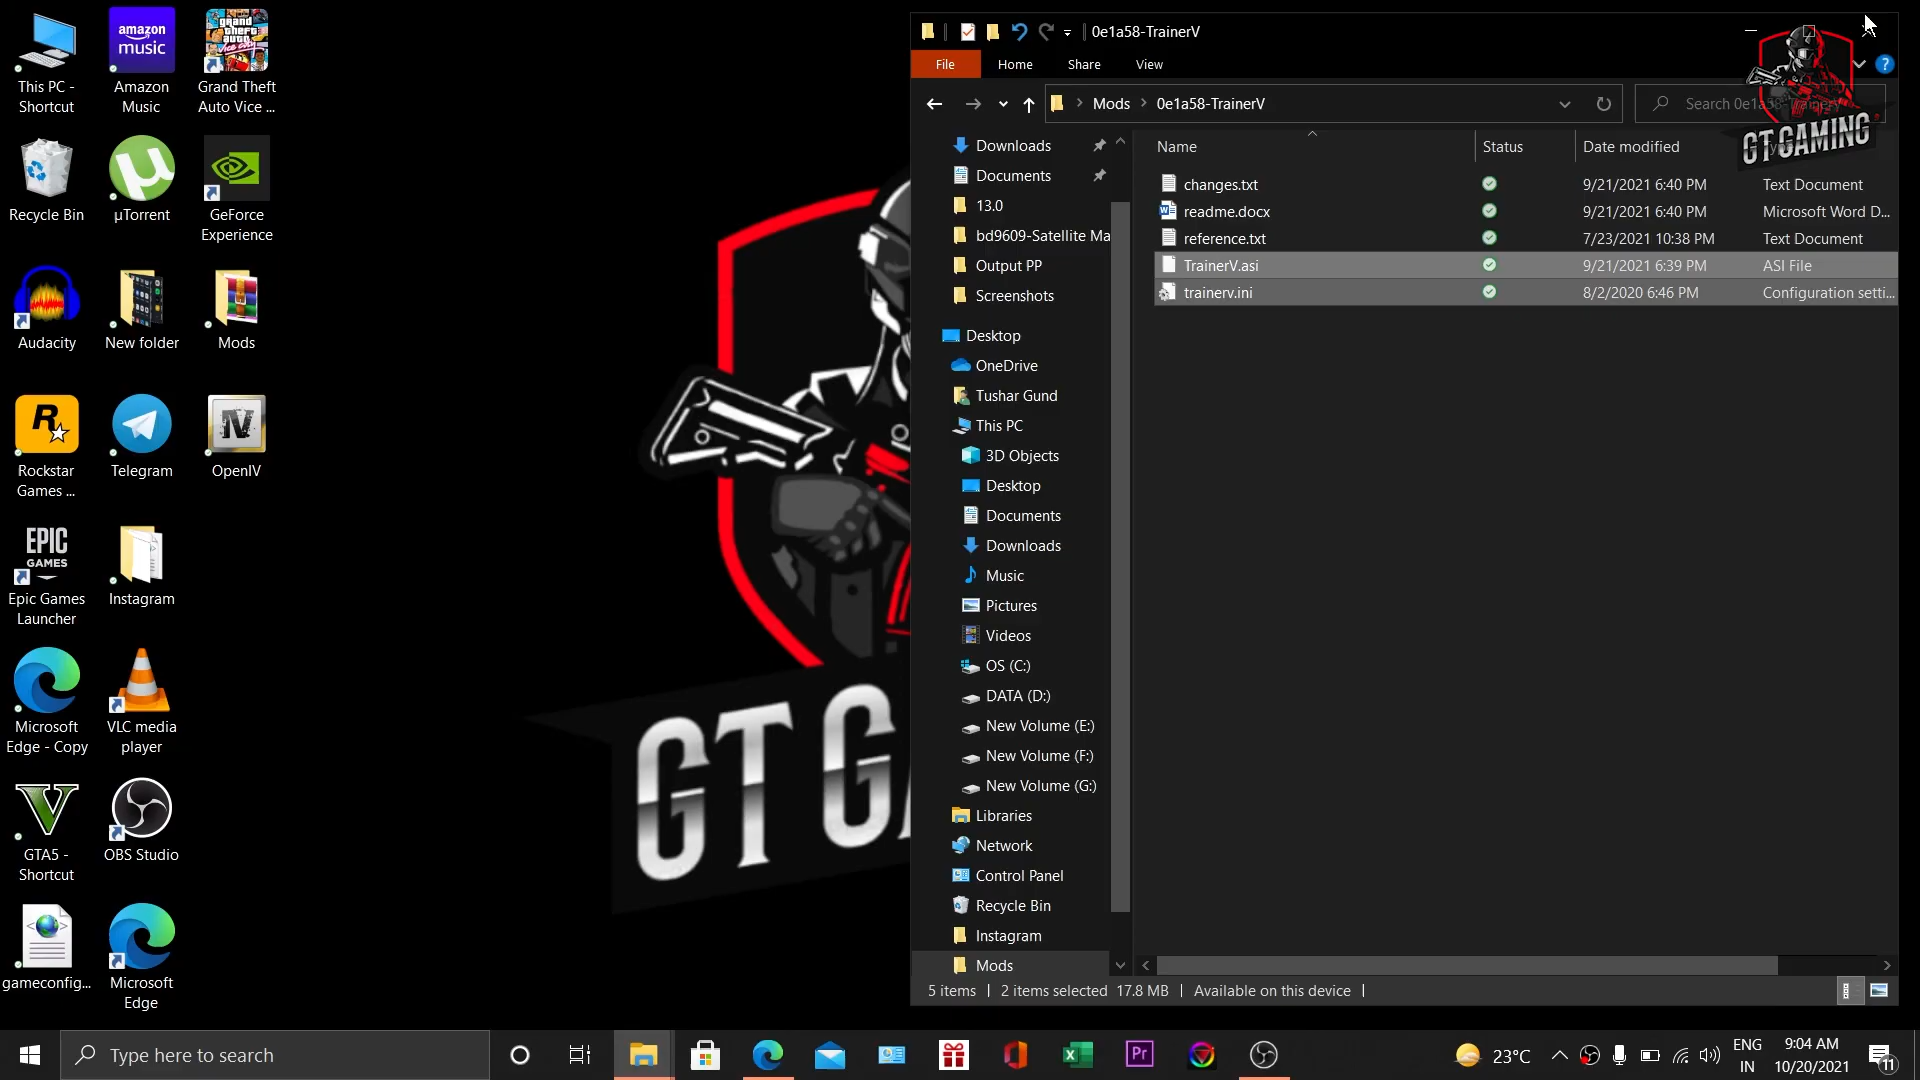 This PC -
Shortcut
amazon
music
Amazon
Music
grand
theft
auto
Grand Theft
Auto Vice ...
Recycle Bin
µTorrent
GeForce
Experience
Audacity
New folder
Mods
Rockstar
Games ...
Telegram
IV
OpenIV
EPIC
GAMES
Epic Games
Launcher
Instagram
Microsoft
Edge - Copy
VLC media
player
GTA5 -
Shortcut
OBS Studio
gameconfig...
Microsoft
Edge
GT G
0e1a58-TrainerV
File
Home
Share
View
Mods
0e1a58-TrainerV
Search 0e1a58-TrainerV
GT GAMING
Downloads
Documents
13.0
bd9609-Satellite Ma
Output PP
Screenshots
Desktop
OneDrive
Tushar Gund
This PC
3D Objects
Desktop
Documents
Downloads
Music
Pictures
Videos
OS (C:)
DATA (D:)
New Volume (E:)
New Volume (F:)
New Volume (G:)
Libraries
Network
Control Panel
Recycle Bin
Instagram
Mods
Name Status Date modified
changes.txt 9/21/2021 6:40 PM Text Document
readme.docx 9/21/2021 6:40 PM Microsoft Word D...
reference.txt 7/23/2021 10:38 PM Text Document
TrainerV.asi 9/21/2021 6:39 PM ASI File
trainerv.ini 8/2/2020 6:46 PM Configuration setti...
5 items | 2 items selected 17.8 MB | Available on this device |
Type here to search
Pr
23°C
ENG
IN
9:04 AM
10/20/2021
11